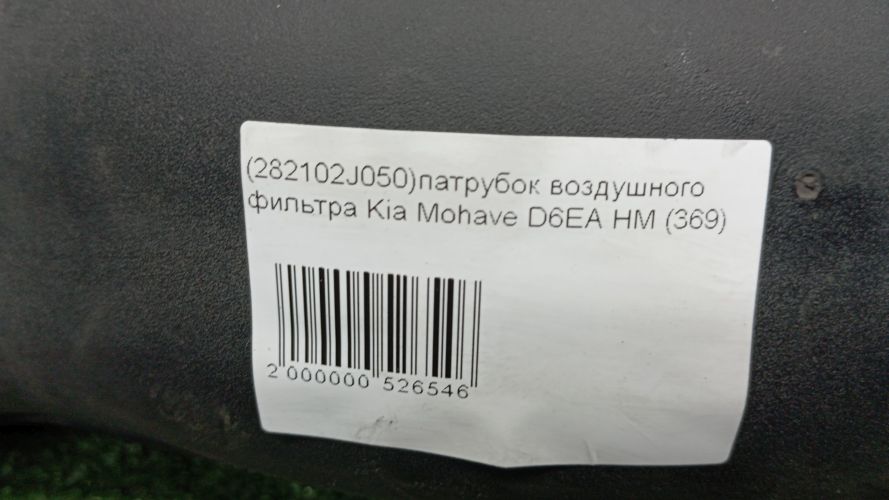 (282102J050)патрубок воздушного
фильтра Kia Mohave D6EA HM (369)
2 000000 526546